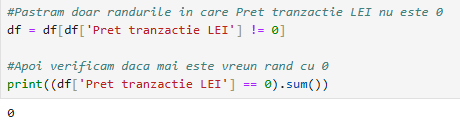 #Pastram doar randurile in care Pret tranzactie LEI nu este 0
df = df[df['Pret tranzactie LEI'] != 0]
#Apoi verificam daca mai este vreun rand cu 0
print((df['Pret tranzactie LEI'] == 0).sum())
0